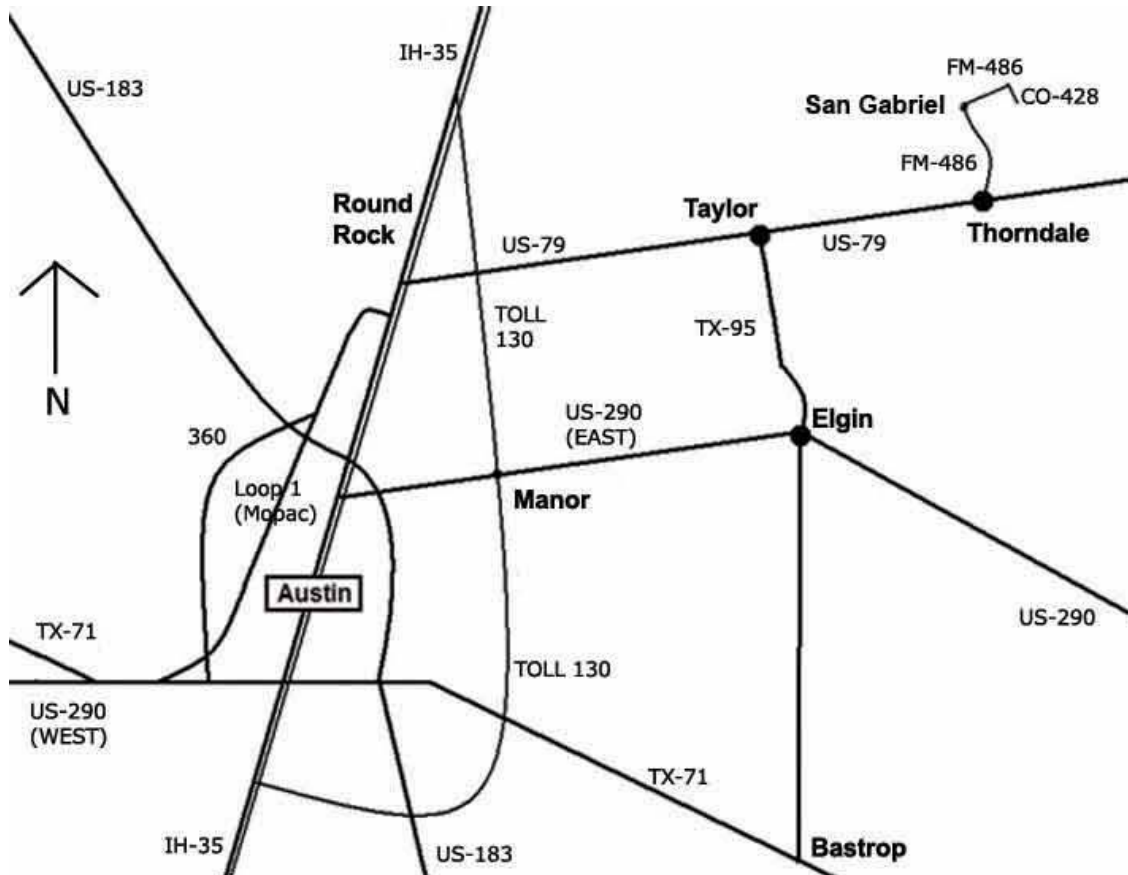 IH-35
FM-486
US-183
CO-428
San Gabriel
FM-486
Round
Rock
Taylor
Thorndale
US-79
US-79
TOLL
130
TX-95
N
US-290
(EAST)
Elgin
360
Loop 1
(Mopac)
Manor
Austin
US-290
TX-71
TOLL 130
US-290
(WEST)
TX-71
IH-35
US-183
Bastrop